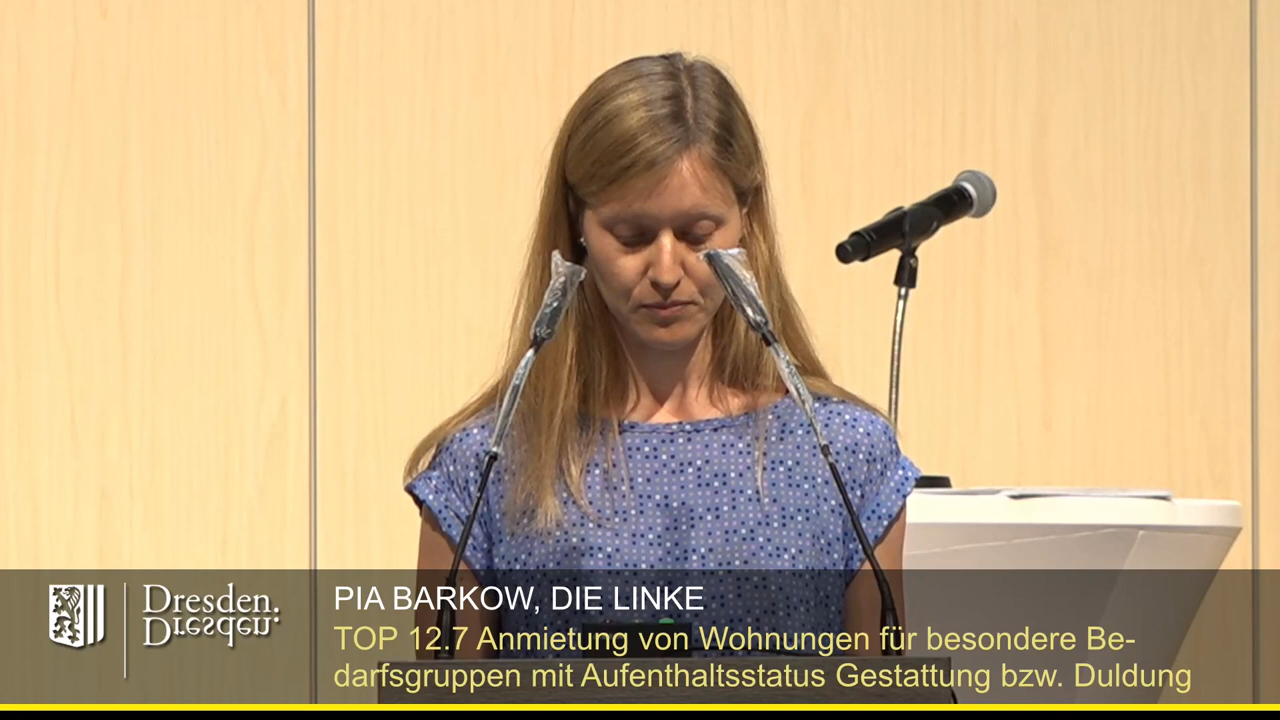 Dresden.
Dresden.
PIA BARKOW, DIE LINKE
TOP 12.7 Anmietung von Wohnungen für besondere Be-
darfsgruppen mit Aufenthaltsstatus Gestattung bzw. Duldung